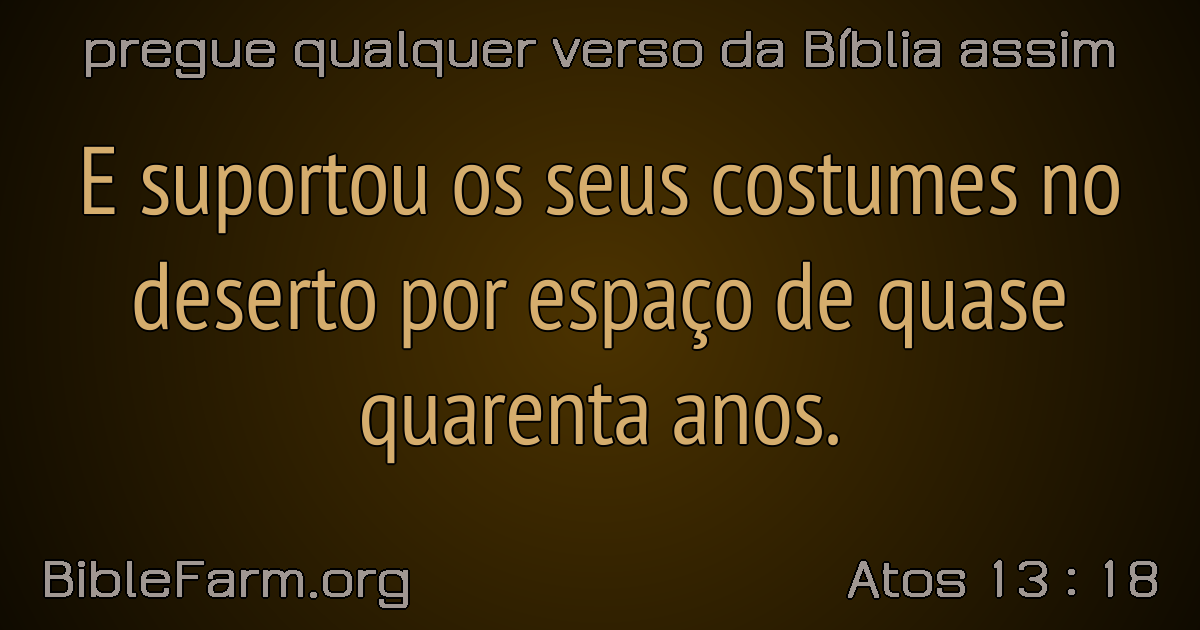 pregue qualquer verso da Bíblia assim
E suportou os seus costumes no
deserto por espaço de quase
quarenta anos.
BibleFarm.org
Atos 13 : 18